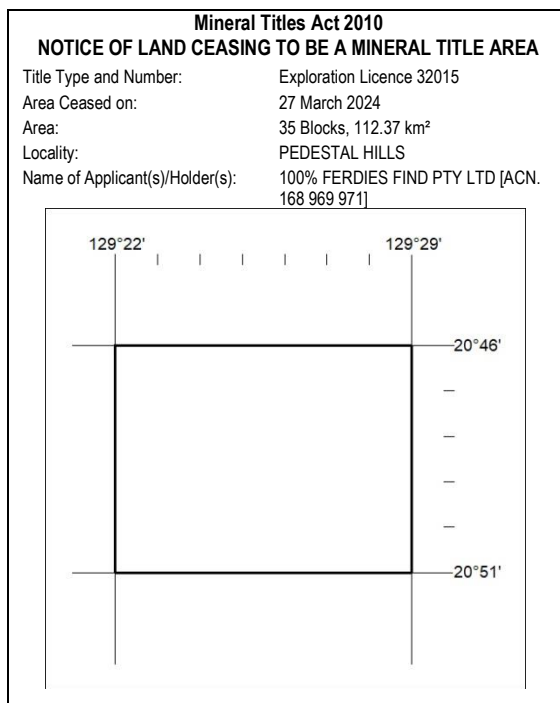 Mineral Titles Act 2010
NOTICE OF LAND CEASING TO BE A MINERAL TITLE AREA
Title Type and Number: Exploration Licence 32015
Area Ceased on: 27 March 2024
Area: 35 Blocks, 112.37 km²
Locality: PEDESTAL HILLS
Name of Applicant(s)/Holder(s): 100% FERDIES FIND PTY LTD [ACN.
168 969 971]
129°22' 129°29'
20°46'
20°51'